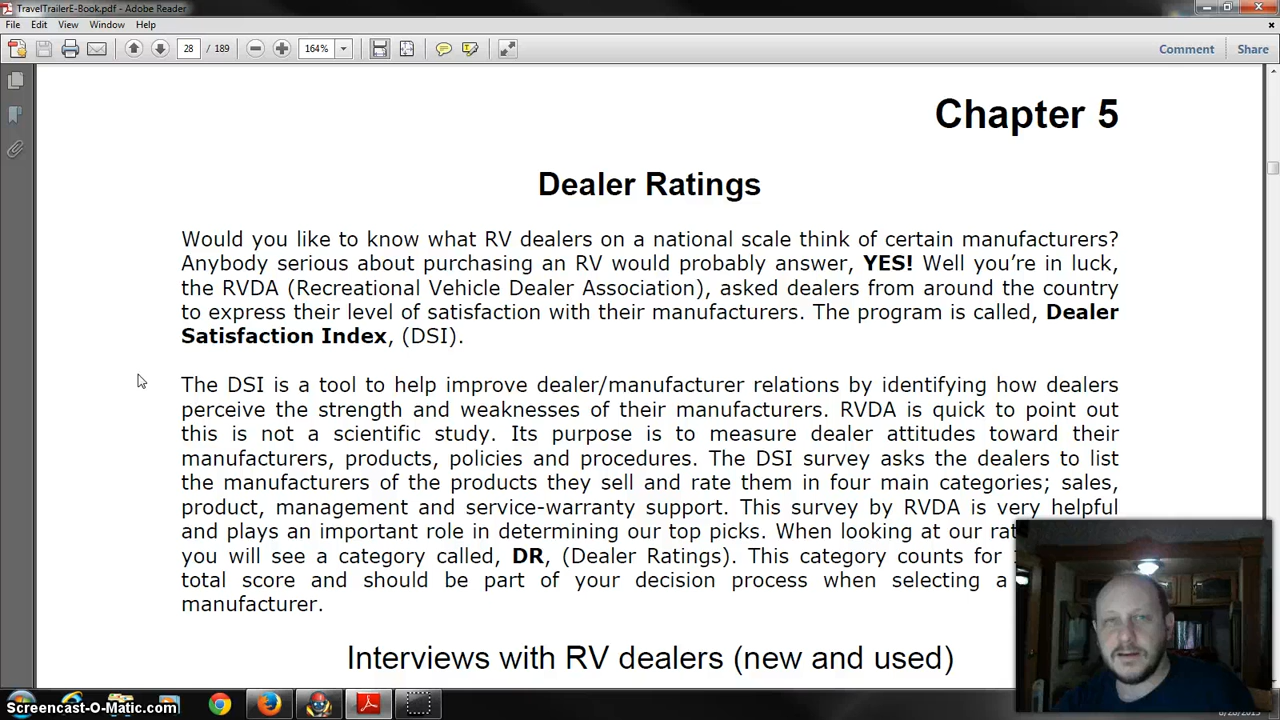 TravelTrailerE-Book.pdf - Adobe Reader
File Edit View Window Help
28 / 189 164% Comment Share
Chapter 5
Dealer Ratings
Would you like to know what RV dealers on a national scale think of certain manufacturers?
Anybody serious about purchasing an RV would probably answer, YES! Well you're in luck,
the RVDA (Recreational Vehicle Dealer Association), asked dealers from around the country
to express their level of satisfaction with their manufacturers. The program is called, Dealer
Satisfaction Index, (DSI).
The DSI is a tool to help improve dealer/manufacturer relations by identifying how dealers
perceive the strength and weaknesses of their manufacturers. RVDA is quick to point out
this is not a scientific study. Its purpose is to measure dealer attitudes toward their
manufacturers, products, policies and procedures. The DSI survey asks the dealers to list
the manufacturers of the products they sell and rate them in four main categories; sales,
product, management and service-warranty support. This survey by RVDA is very helpful
and plays an important role in determining our top picks. When looking at our
you will see a category called, DR, (Dealer Ratings). This category counts for
total score and should be part of your decision process when selecting a
manufacturer.
Interviews with RV dealers (new and used)
Screencast-O-Matic.com